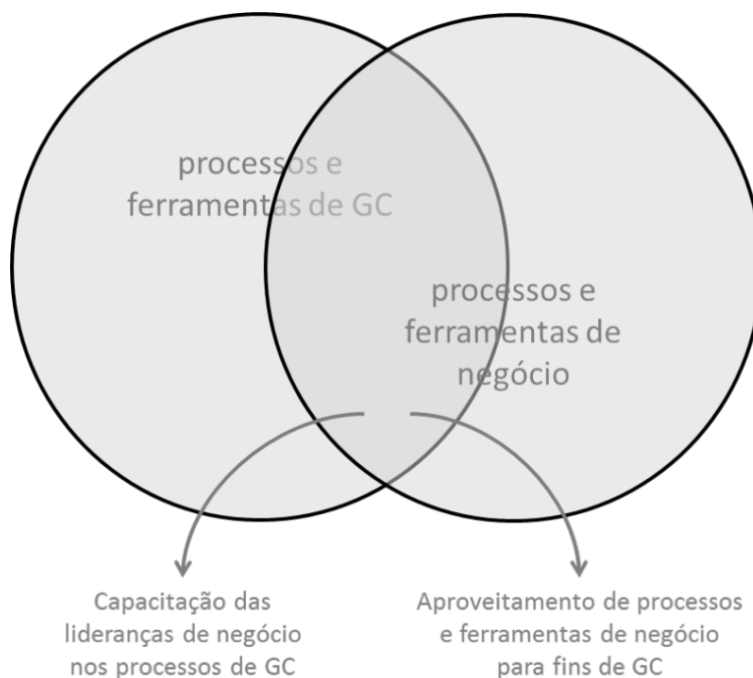 processos e
ferramentas de GC
processos e
ferramentas de
negócio
Capacitação das
lideranças de negócio
nos processos de GC
Aproveitamento de processos
e ferramentas de negócio
para fins de GC